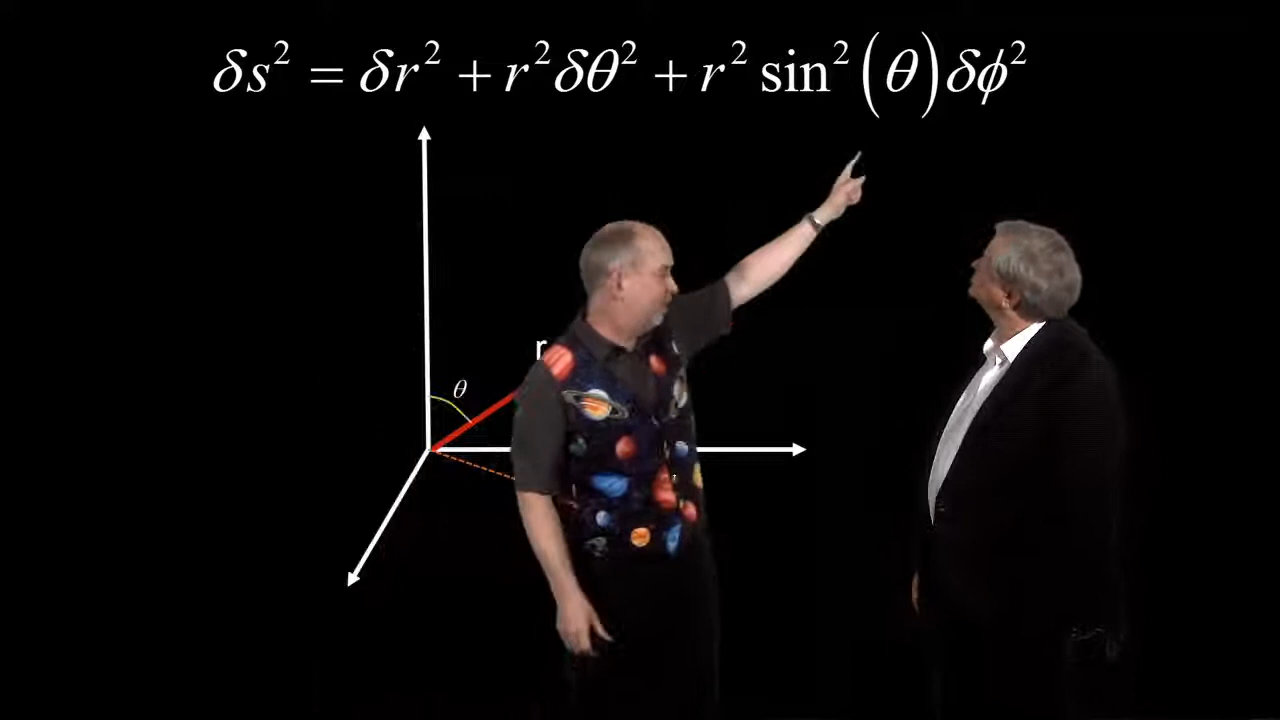 δs² = δr² + r²δθ² + r² sin²(θ)δϕ²
r
θ